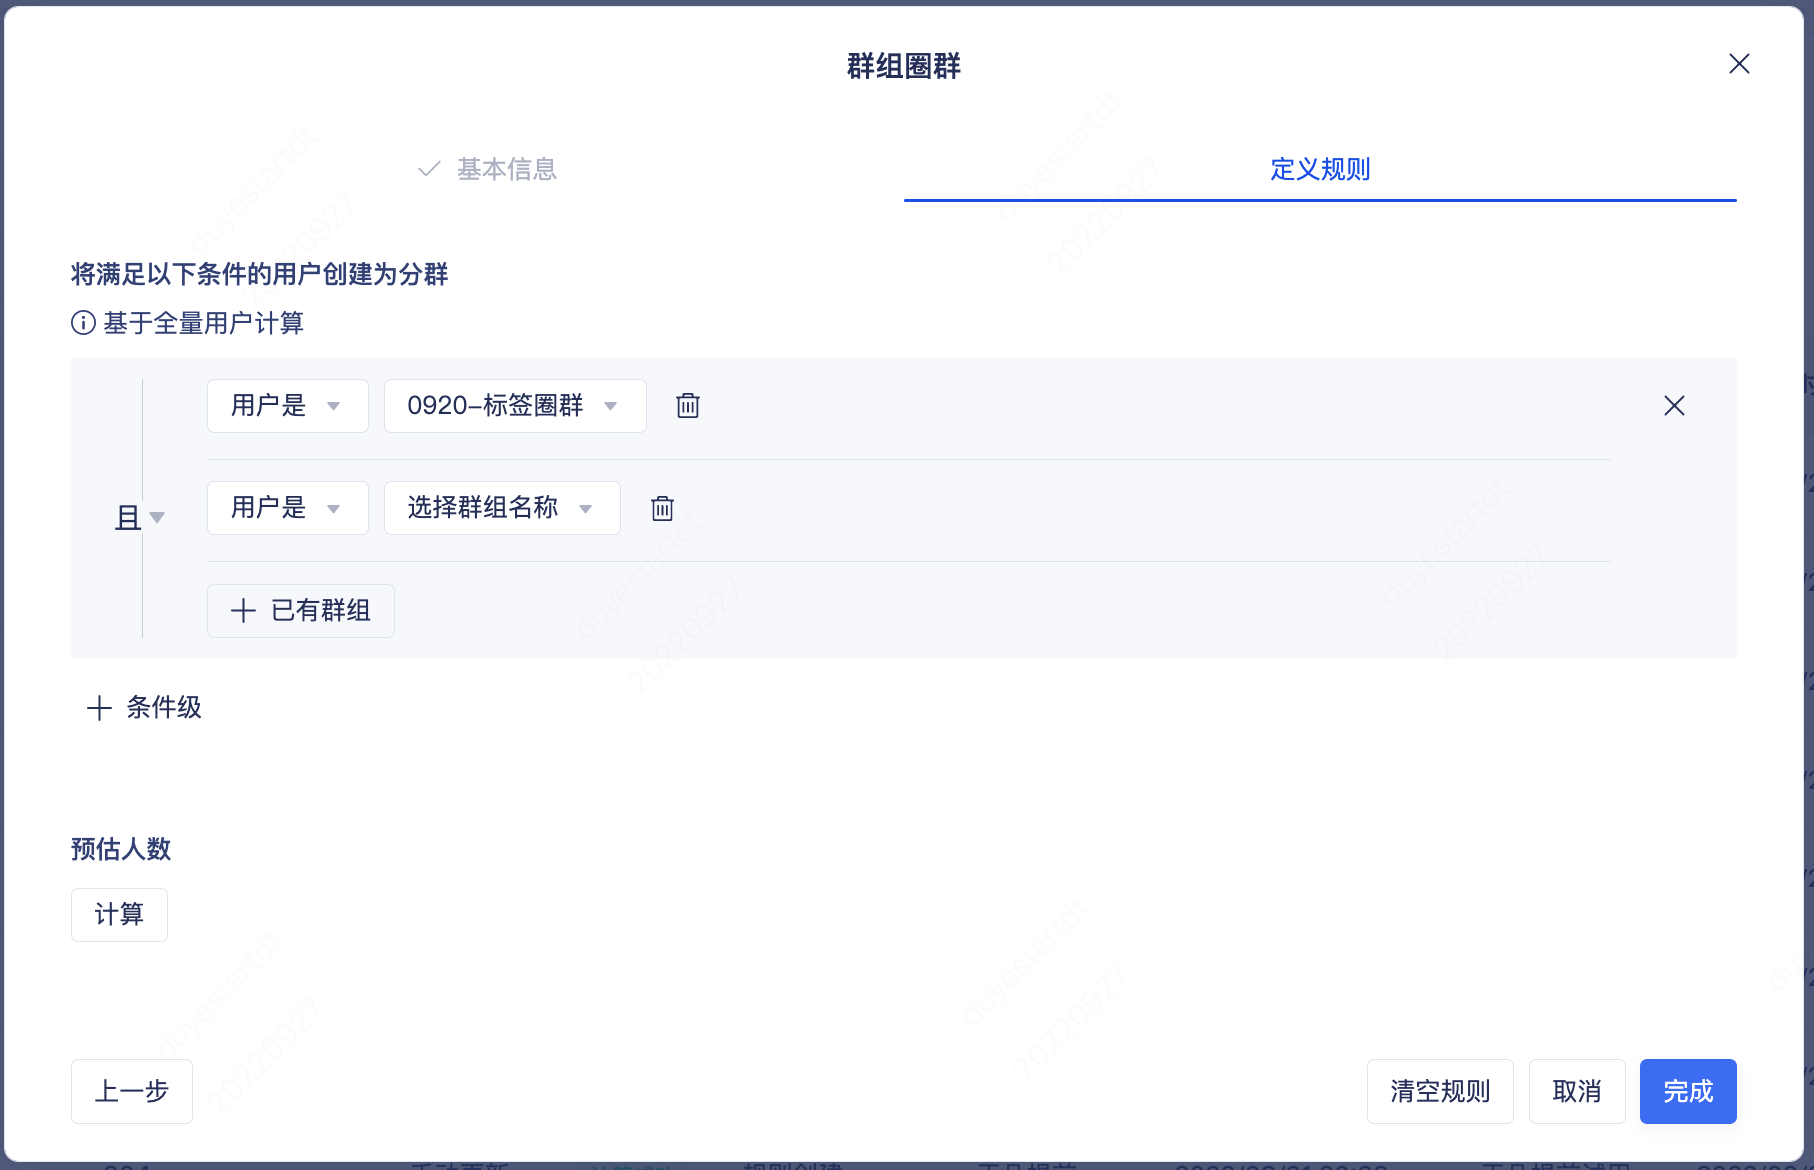 群组圈群
基本信息
定义规则
将满足以下条件的用户创建为分群
基于全量用户计算
用户是 0920-标签圈群
且
用户是 选择群组名称
已有群组
条件级
预估人数
计算
上一步 清空规则 取消 完成
duyestartdt
20220927